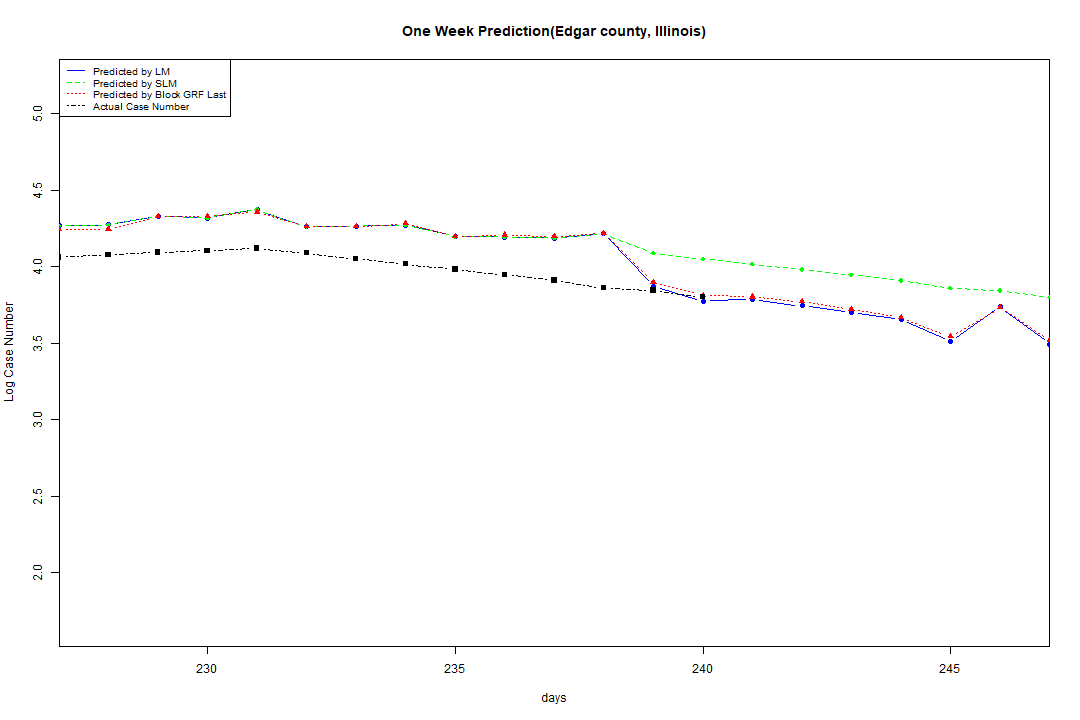 One Week Prediction(Edgar county, Illinois)
Predicted by LM
Predicted by SLM
Predicted by Block GRF Last
Actual Case Number
5.0
4.5
4.0
3.5
3.0
2.5
2.0
Log Case Number
230
235
240
245
days